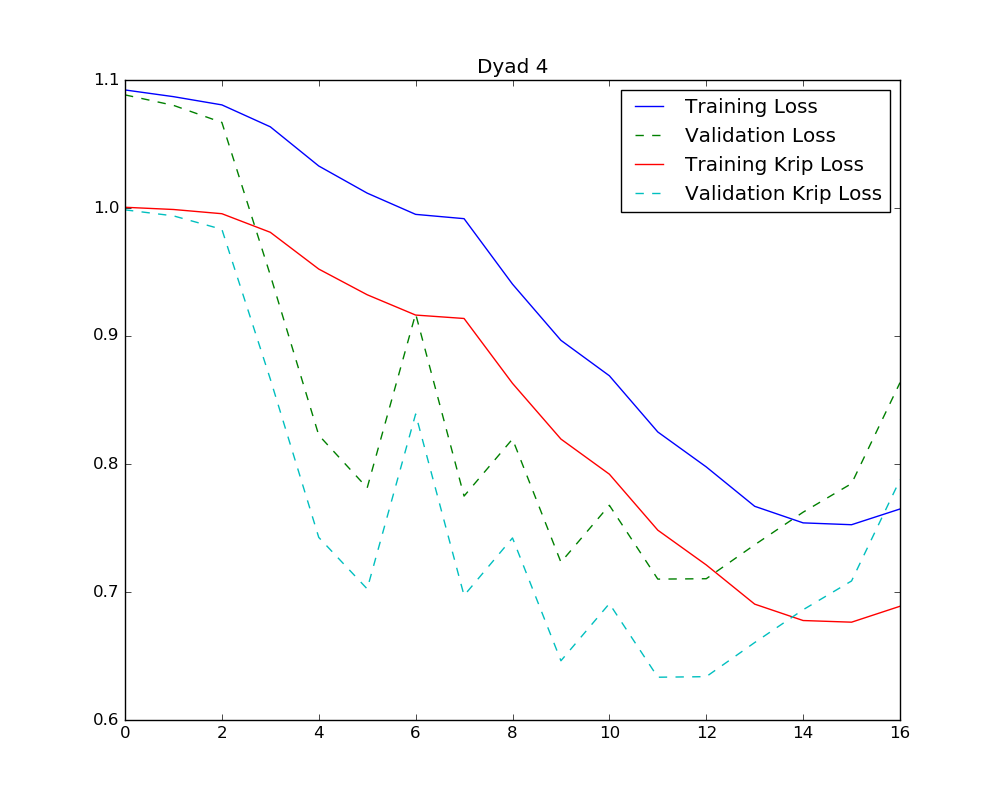 Dyad 4
1.1
1.0
0.9
0.8
0.7
0.6
0 2 4 6 8 10 12 14 16
Training Loss
Validation Loss
Training Krip Loss
Validation Krip Loss